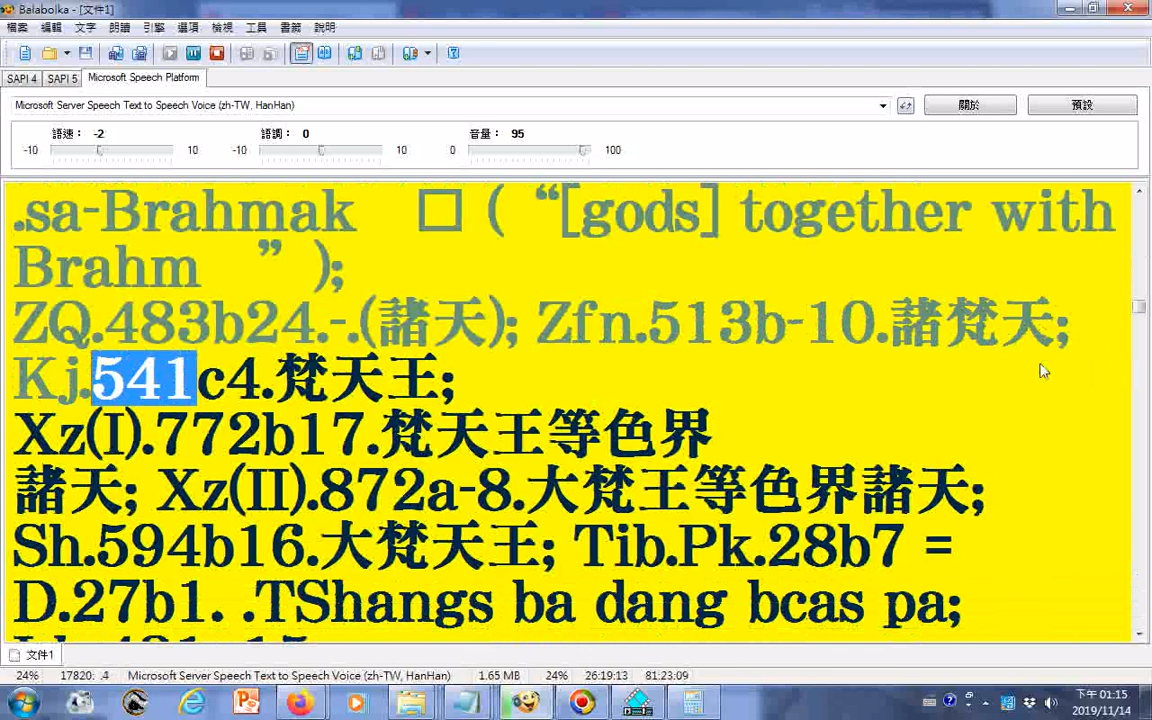 Balabolka - [文件1]
檔案 編輯 文字 朗讀 引擎 選項 檢視 工具 書籤 說明
SAPI 4 SAPI 5 Microsoft Speech Platform
Microsoft Server Speech Text to Speech Voice (zh-TW, HanHan) 關於 預設
語速： -2 語調： 0 音量： 95
-10 10 -10 10 0 100
.sa-Brahmak □ ( “[gods] together with
Brahm ” );
ZQ.483b24.-.(諸天); Zfn.513b-10.諸梵天;
Kj.541c4.梵天王;
Xz(I).772b17.梵天王等色界
諸天; Xz(II).872a-8.大梵王等色界諸天;
Sh.594b16.大梵天王; Tib.Pk.28b7 =
D.27b1. .TShangs ba dang bcas pa;
文件1
24% 17820: .4 Microsoft Server Speech Text to Speech Voice (zh-TW, HanHan) 1.65 MB 24% 26:19:13 81:23:09
下午 01:15
2019/11/14